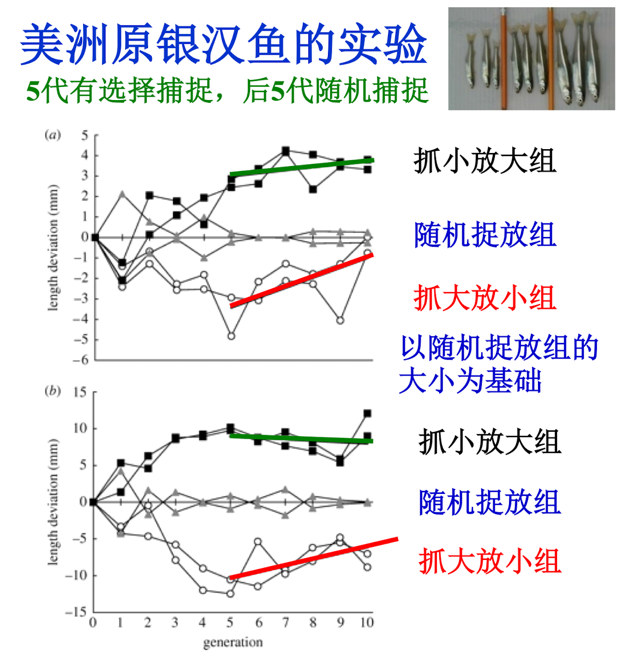 美洲原银汉鱼的实验
5代有选择捕捉，后5代随机捕捉
(a)
5
4
3
2
1
0
-1
-2
-3
-4
-5
-6
length deviation (mm)
抓小放大组
随机捉放组
抓大放小组
以随机捉放组的
大小为基础
(b)
15
10
5
0
-5
-10
-15
length deviation (mm)
0 1 2 3 4 5 6 7 8 9 10
generation
抓小放大组
随机捉放组
抓大放小组